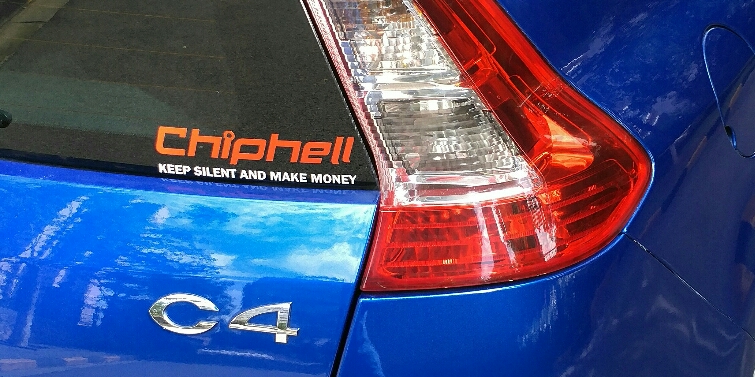 Chiphell
KEEP SILENT AND MAKE MONEY
C4